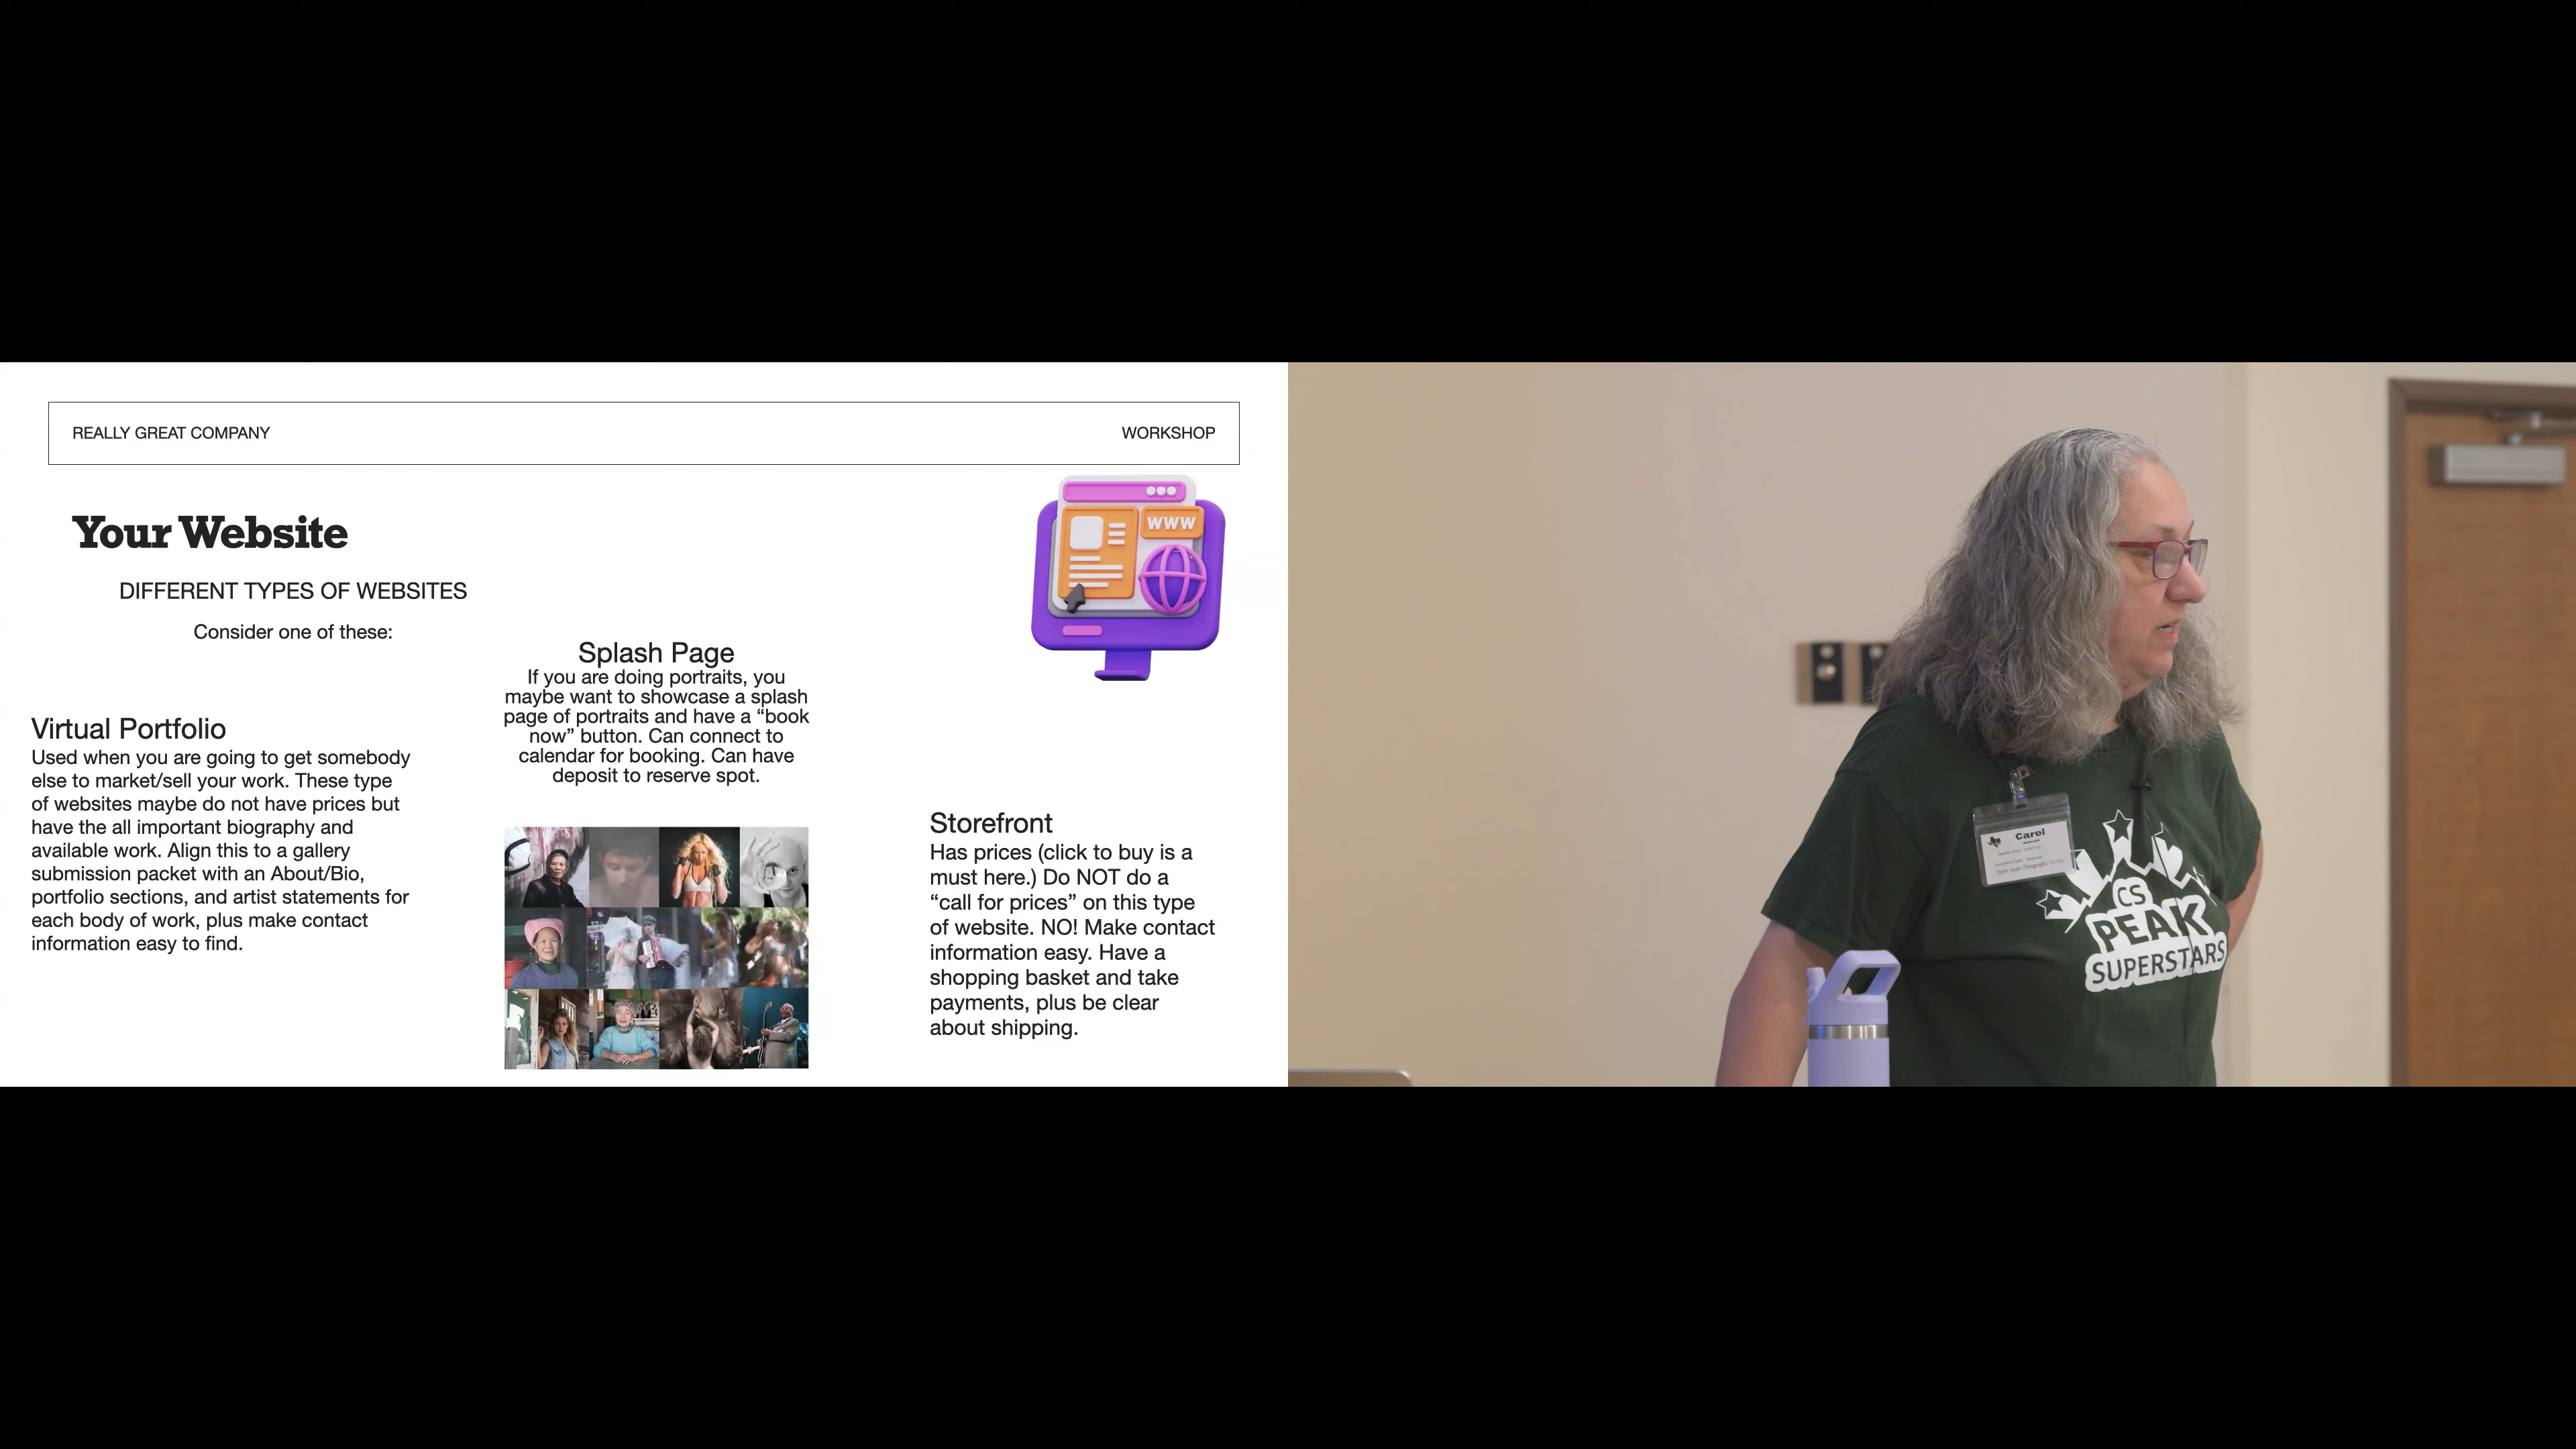 REALLY GREAT COMPANY
WORKSHOP
Your Website
DIFFERENT TYPES OF WEBSITES
Consider one of these:
WWW
Virtual Portfolio
Used when you are going to get somebody
else to market/sell your work. These type
of websites maybe do not have prices but
have the all important biography and
available work. Align this to a gallery
submission packet with an About/Bio,
portfolio sections, and artist statements for
each body of work, plus make contact
information easy to find.
Splash Page
If you are doing portraits, you
maybe want to showcase a splash
page of portraits and have a “book
now” button. Can connect to
calendar for booking. Can have
deposit to reserve spot.
Storefront
Has prices (click to buy is a
must here.) Do NOT do a
“call for prices” on this type
of website. NO! Make contact
information easy. Have a
shopping basket and take
payments, plus be clear
about shipping.
Carol
CS
PEAK
SUPERSTARS